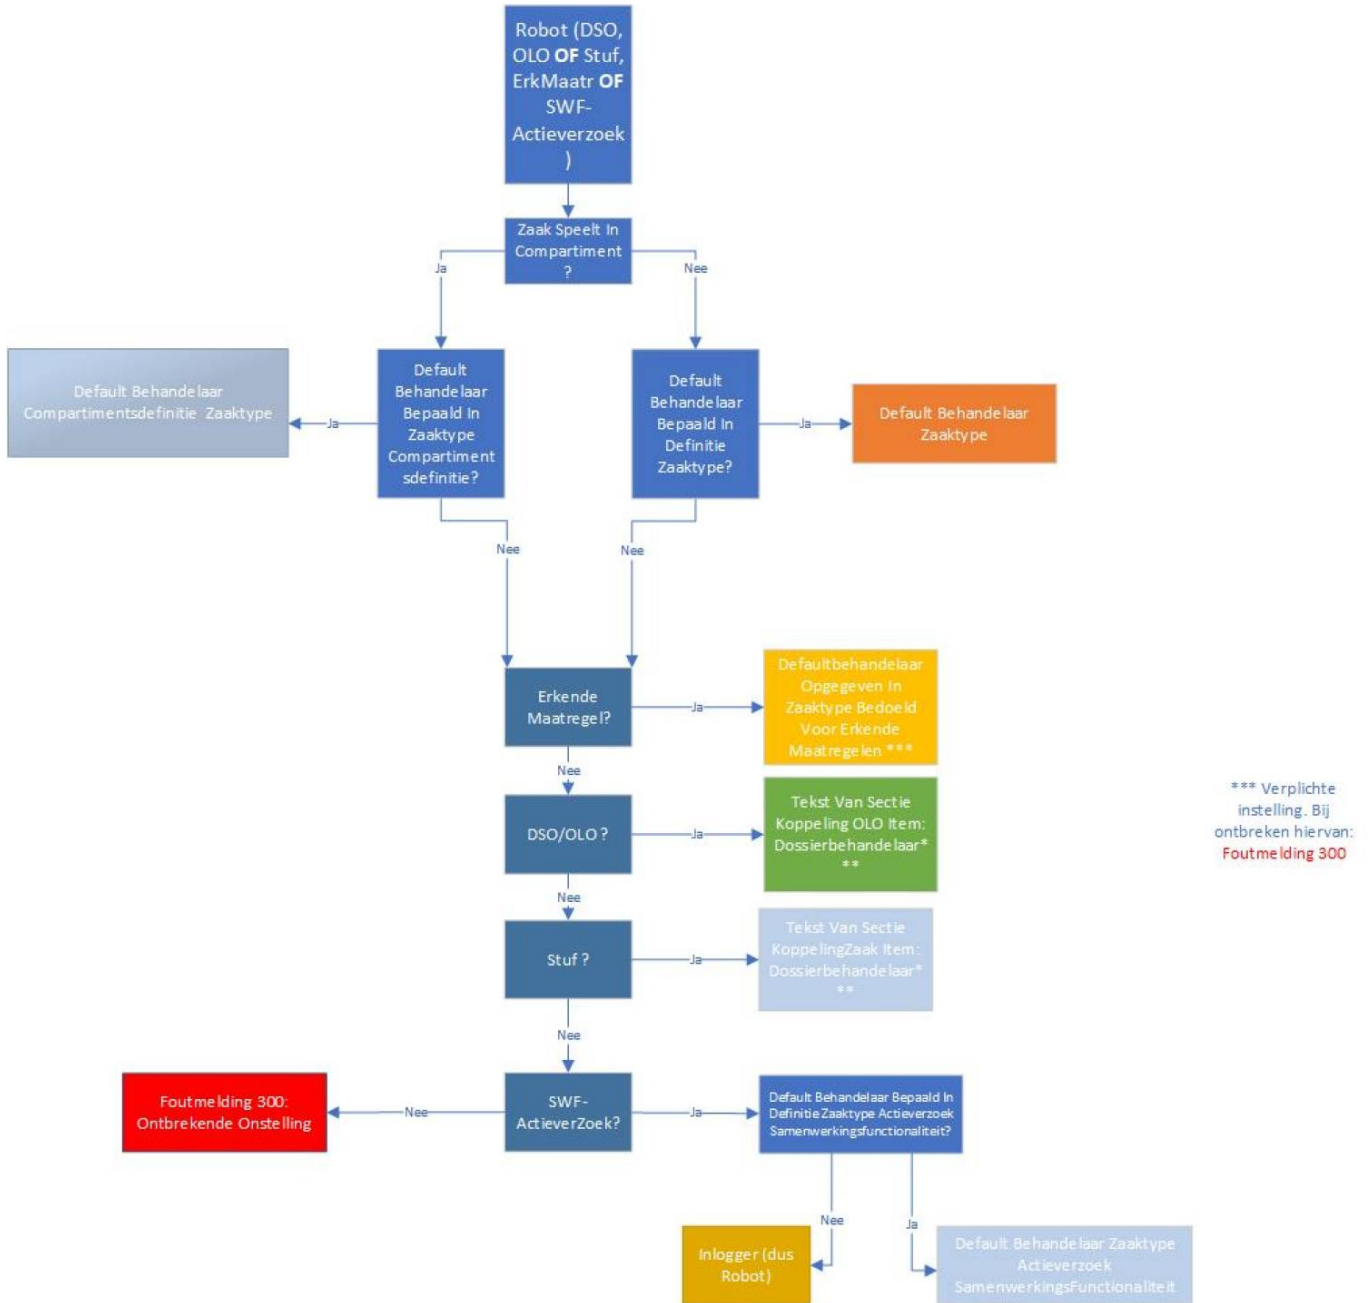 Robot (DSO,
OLO OF Stuf,
ErkMaatr OF
SWF-
Actieverzoek
)
Zaak Speelt In
Compartiment
?
Ja
Nee
Default Behandelaar
Compartimentsdefinitie Zaaktype
Ja
Default
Behandelaar
Bepaald In
Zaaktype
Compartiment
sdefinitie?
Default
Behandelaar
Bepaald In
Definitie
Zaaktype?
Ja
Default Behandelaar
Zaaktype
Nee
Nee
Erkende
Maatregel?
Ja
Defaultbehandelaar
Opgegeven In
Zaaktype Bedoeld
Voor Erkende
Maatregelen ***
Nee
DSO/OLO ?
Ja
Tekst Van Sectie
Koppeling OLO Item:
Dossierbehandelaar*
**
*** Verplichte
instelling. Bij
ontbreken hiervan:
Foutmelding 300
Nee
Stuf ?
Ja
Tekst Van Sectie
KoppelingZaak Item:
Dossierbehandelaar*
**
Nee
Foutmelding 300:
Ontbrekende Onstelling
Nee
SWF-
ActieverZoek?
Ja
Default Behandelaar Bepaald In
Definitie Zaaktype Actieverzoek
Samenwerkingsfunctionaliteit?
Nee
Ja
Inlogger (dus
Robot)
Default Behandelaar Zaaktype
Actieverzoek
SamenwerkingsFunctionaliteit